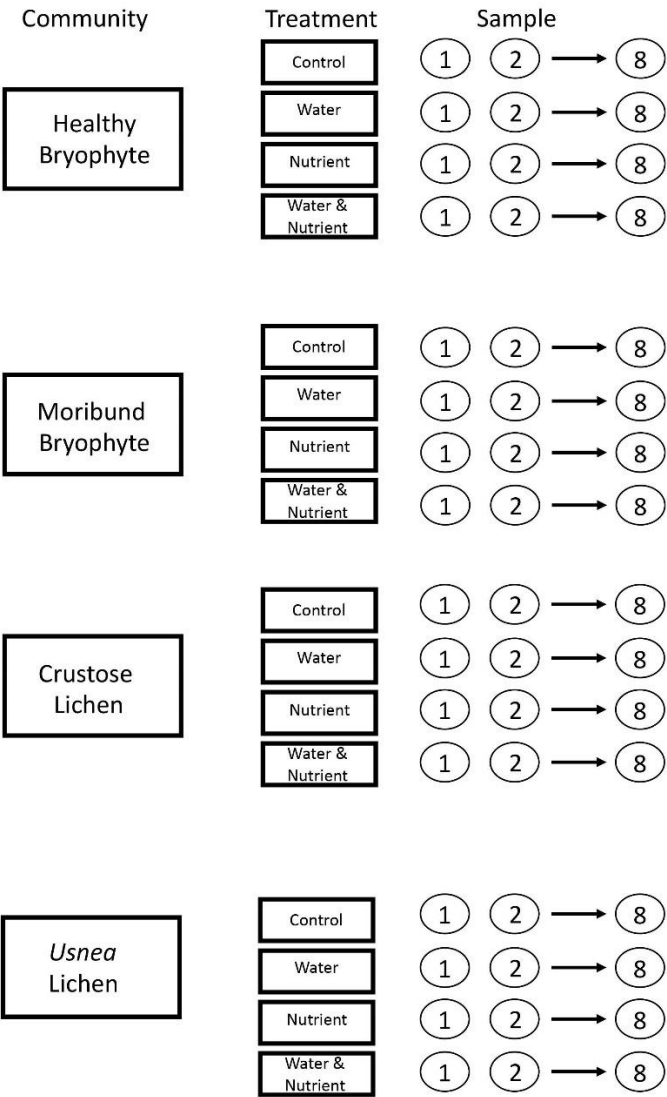 Community Treatment Sample
Control 1 2 8
Healthy
Bryophyte
Water 1 2 8
Nutrient 1 2 8
Water &
Nutrient 1 2 8
Control 1 2 8
Moribund
Bryophyte
Water 1 2 8
Nutrient 1 2 8
Water &
Nutrient 1 2 8
Control 1 2 8
Crustose
Lichen
Water 1 2 8
Nutrient 1 2 8
Water &
Nutrient 1 2 8
Control 1 2 8
Usnea
Lichen
Water 1 2 8
Nutrient 1 2 8
Water &
Nutrient 1 2 8